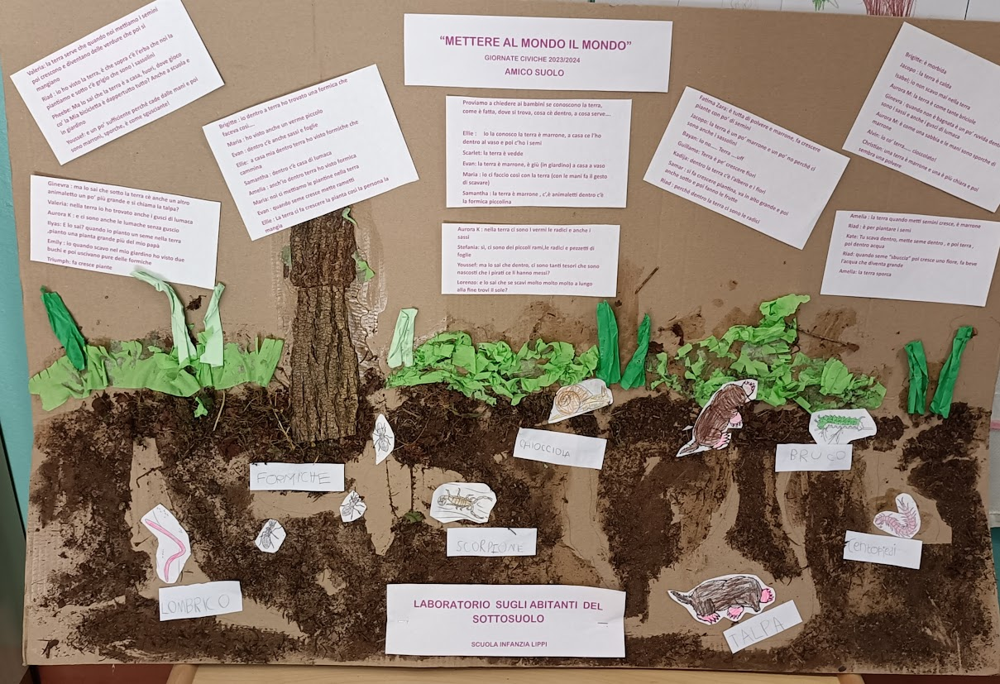 Valeria: la terra serve che quando noi mettiamo i semini
poi crescono e diventano delle verdure che poi si
mangiano
Riad : io ho visto la terra, è che sopra c'è l'erba che noi la
piantiamo e sotto c'è grigio che sono i sassolini
Pheebe: Ma lo sai che la terra è a casa, fuori, dove gioco
co' la Mia bicicletta è dappertutto tutto? Anche a scuola e
in giardino
Youssef: e un po' sufficiente perché cade dalle mani e poi
sono marroni, sporche, è come sgusciante!
Ginevra : ma lo sai che sotto la terra cè anche un altro
animaletto un po' più grande e si chiama la talpa?
Valeria: nella terra io ho trovato anche i gusci di lumaca
Aurora K : e ci sono anche le lumache senza guscio
Ilyas: E lo sai? quando io pianto un seme nella terra
,pianto una pianta grande più del mio papà
Emily : io quando scavo nel mio giardino ho visto due
buchi e poi uscivano pure delle formiche
Triumph: fa cresce piante
Brigitte : io dentro a terra ho trovato una formica che
faceva così....
Maria : ho visto anche un verme piccolo
Evan : dentro c'è anche sassi e foglie
Ellie: a casa mia dentro terra ho visto formiche che
cammina
Samantha : dentro c'è casa di lumaca
Amelia : anch'io dentro terra ho visto formica
Maria: noi ci mettiamo le piantine nella terra
Evan : quando seme cresce mette rametti
Ellie : La terra ci fa crescere la pianta così la persona la
mangia
“METTERE AL MONDO IL MONDO”
GIORNATE CIVICHE 2023/2024
AMICO SUOLO
Proviamo a chiedere ai bambini se conoscono la terra,
come è fatta, dove si trova, cosa cè dentro, a cosa serve....
Ellie : Io la conosco la terra è marrone, a casa ce l'ho
dentro al vaso e poi c'ho i semi
Scarlet: la terra è vedde
Evan: la terra è marrone, è giù (in giardino) a casa a vaso
Maria : Io ci faccio così con la terra (con le mani fa il gesto
di scavare)
Samantha : la terra è marrone , c',è animaletti dentro c'è
la formica piccolina
Aurora K : nella terra ci sono i vermi le radici e anche i
sassi
Stefania: sì, ci sono dei piccoli rami,le radici e pezzetti di
foglie
Youssef: ma lo sai che dentro, ci sono tanti tesori che sono
nascosti che i pirati ce li hanno messi?
Lorenzo: e lo sai che se scavi molto molto molto a lungo
alla fine trovi il sole?
Fatima Zara: è tutta di polvere e marrone, fa crescere
piante con po' di semini
Jacopo: la terra è un po' marrone e un po' no perché ci
sono anche i sassolini
Bayan: Io no.... Terra ....uff
Guillame: Terra è pe' crescere fiori
Kadija: dentro la terra c'è l'albero e i fiori
Samar : si fa crescere piantina, va in alto e grande e poi
anche sotto e poi fanno le frutte
Riad : perché dentro la terra ci sono le radici
Brigitte: è morbida
Jacopo : la terra è calda
Isabel; io non scavo mai nella terra
Aurora M: la terra è come tante briciole
Ginevra : quando non è bagnata è un po' ruvida dentro
sono i sassi e anche i gusci di lumaca
Aurora M: è come una sabbia e le mani sono sporche di
marrone
Alvin: io co' terra..... cioccolato!
Christian: una terra è marrone e una è più chiara e poi
sembra una polvere
Amelia : la terra quando metti semini cresce, è marrone
Riad : è per piantare i semi
Kate: Tu scava dentro, mette seme dentro , e poi terra ,
poi dentro acqua
Riad: quando seme “sbuccia” poi cresce uno fiore, fa beve
l'acqua che diventa grande
Amelia: la terra sporca
CHIOCCIOLA
BRUCO
FORMICHE
SCORPIONE
CENTOPIEDI
LOMBRICO
TALPA
LABORATORIO SUGLI ABITANTI DEL
SOTTOSUOLO
SCUOLA INFANZIA LIPPI